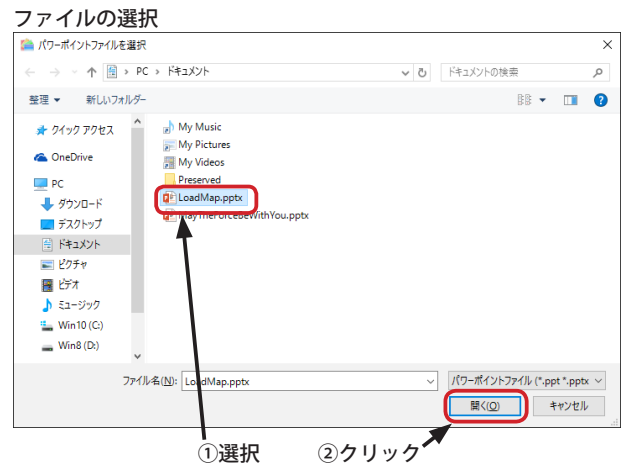 ファイルの選択
パワーポイントファイルを選択
PC › ドキュメント
ドキュメントの検索
整理 新しいフォルダー
クイック アクセス
OneDrive
PC
ダウンロード
デスクトップ
ドキュメント
ピクチャ
ビデオ
ミュージック
Win10 (C:)
Win8 (D:)
My Music
My Pictures
My Videos
Preserved
LoadMap.pptx
MayTheForceBeWithYou.pptx
ファイル名(N): LoadMap.pptx
パワーポイントファイル (*.ppt *.pptx
開く(O) キャンセル
①選択 ②クリック